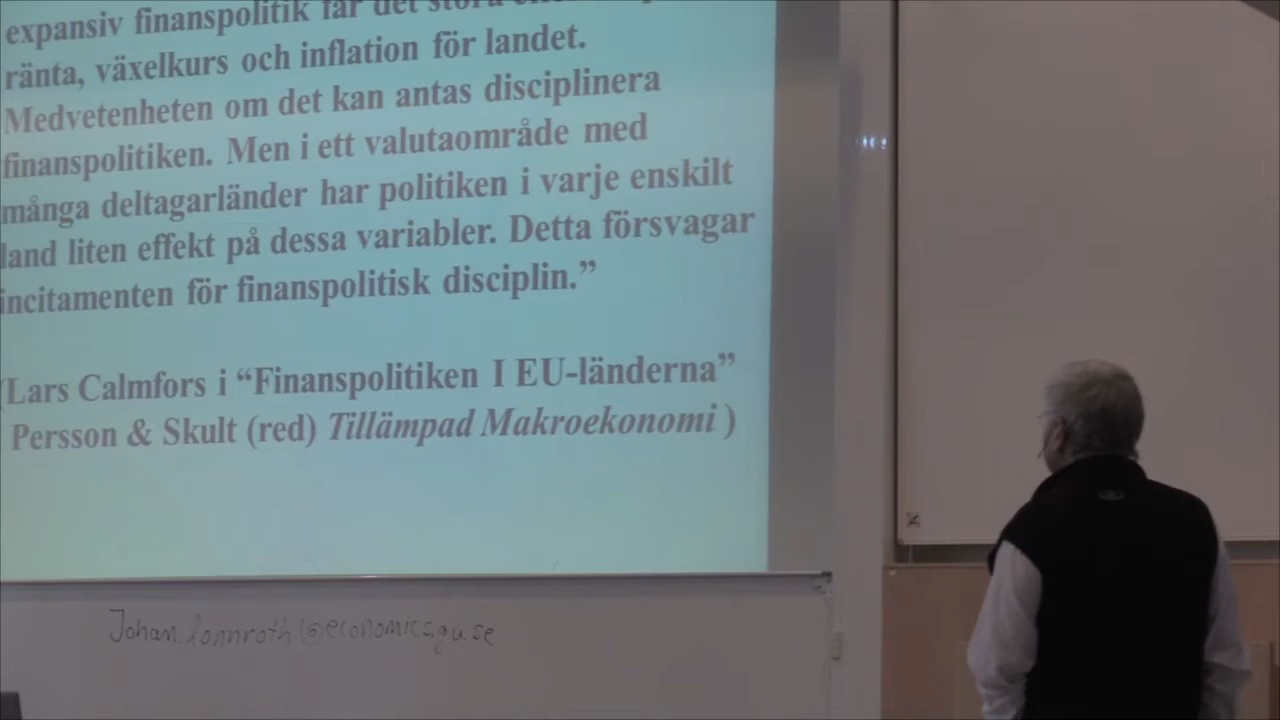 expansiv finanspolitik får det stora
ränta, växelkurs och inflation för landet.
Medvetenheten om det kan antas disciplinera
finanspolitiken. Men i ett valutaområde med
många deltagarländer har politiken i varje enskilt
land liten effekt på dessa variabler. Detta försvagar
incitamenten för finanspolitisk disciplin.”
(Lars Calmfors i “Finanspolitiken I EU-länderna”
Persson & Skult (red) Tillämpad Makroekonomi )
Johan.lonnroth@economics.gu.se